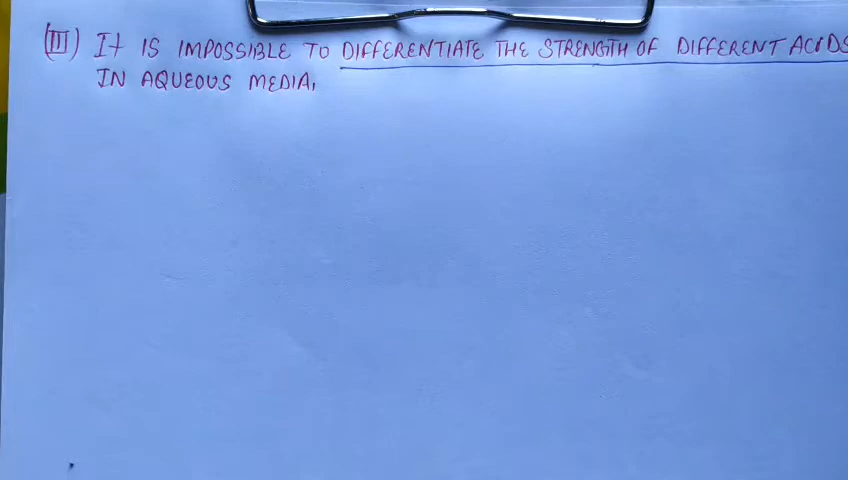 (III) It IS IMPOSSIBLE TO DIFFERENTIATE THE STRENGTH OF DIFFERENT ACIDS
IN AQUEOUS MEDIA,